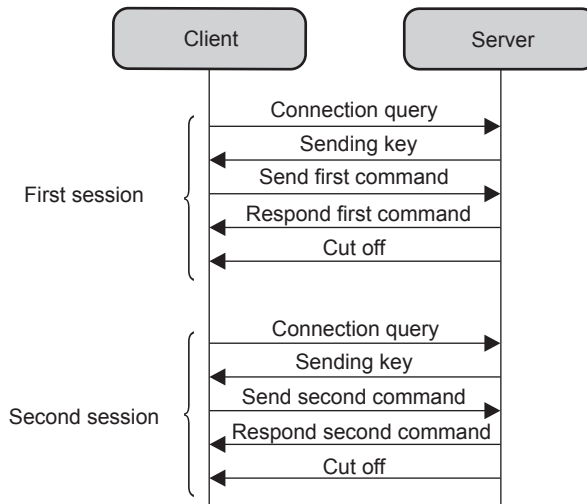 Client
Server
Connection query
Sending key
Send first command
Respond first command
Cut off
First session
Connection query
Sending key
Send second command
Respond second command
Cut off
Second session